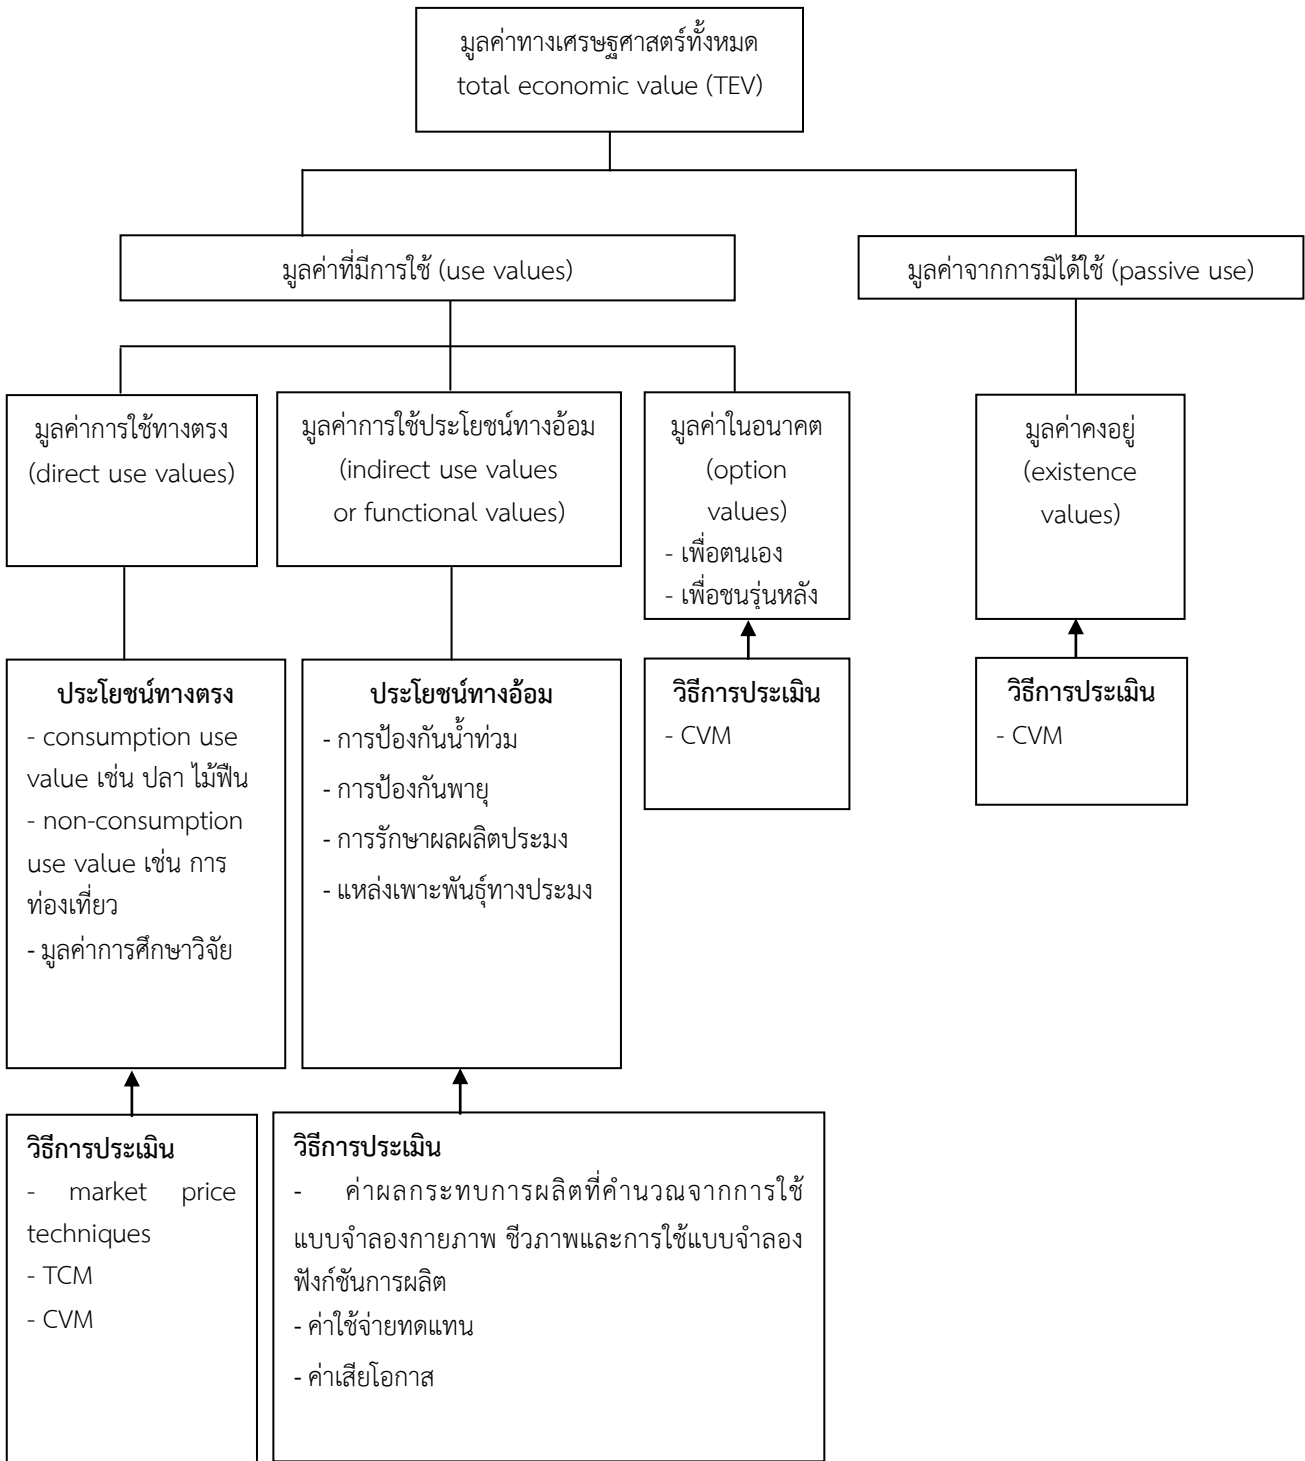 มูลค่าทางเศรษฐศาสตร์ทั้งหมด
total economic value (TEV)
มูลค่าที่มีการใช้ (use values)
มูลค่าจากการมิได้ใช้ (passive use)
มูลค่าการใช้ทางตรง
(direct use values)
มูลค่าการใช้ประโยชน์ทางอ้อม
(indirect use values
or functional values)
มูลค่าในอนาคต
(option
values)
- เพื่อตนเอง
- เพื่อชนรุ่นหลัง
มูลค่าคงอยู่
(existence
values)
ประโยชน์ทางตรง
- consumption use
value เช่น ปลา ไม้ฟืน
- non-consumption
use value เช่น การ
ท่องเที่ยว
- มูลค่าการศึกษาวิจัย
ประโยชน์ทางอ้อม
- การป้องกันน้ำท่วม
- การป้องกันพายุ
- การรักษาผลผลิตประมง
- แหล่งเพาะพันธุ์ทางประมง
วิธีการประเมิน
- CVM
วิธีการประเมิน
- CVM
วิธีการประเมิน
- market price
techniques
- TCM
- CVM
วิธีการประเมิน
- ค่าผลกระทบการผลิตที่คำนวณจากการใช้
แบบจำลองกายภาพ ชีวภาพและการใช้แบบจำลอง
ฟังก์ชันการผลิต
- ค่าใช้จ่ายทดแทน
- ค่าเสียโอกาส